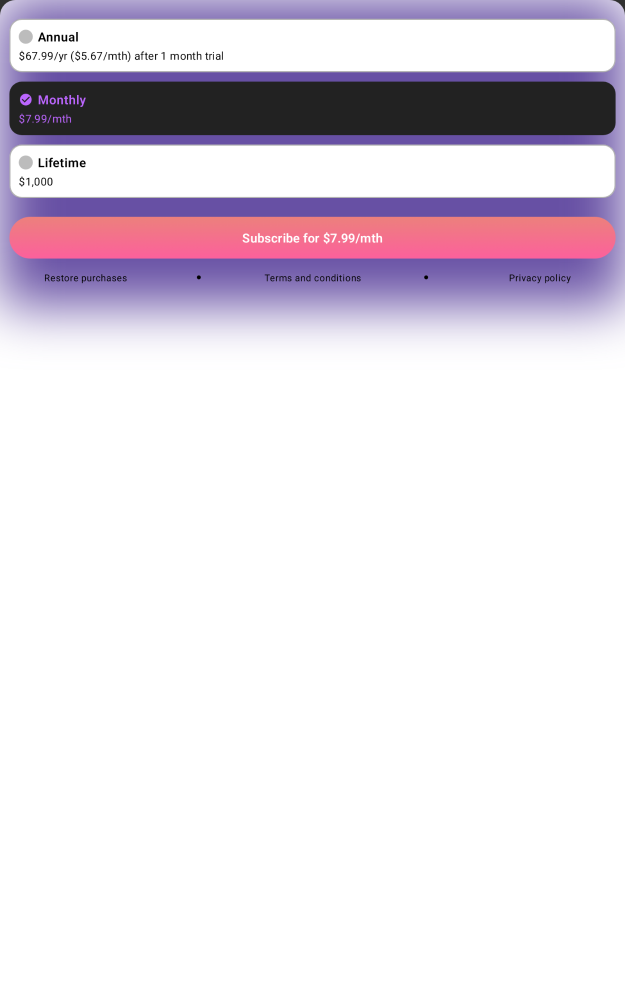 Annual
$67.99/yr ($5.67/mth) after 1 month trial
Monthly
$7.99/mth
Lifetime
$1,000
Subscribe for $7.99/mth
Restore purchases • Terms and conditions • Privacy policy